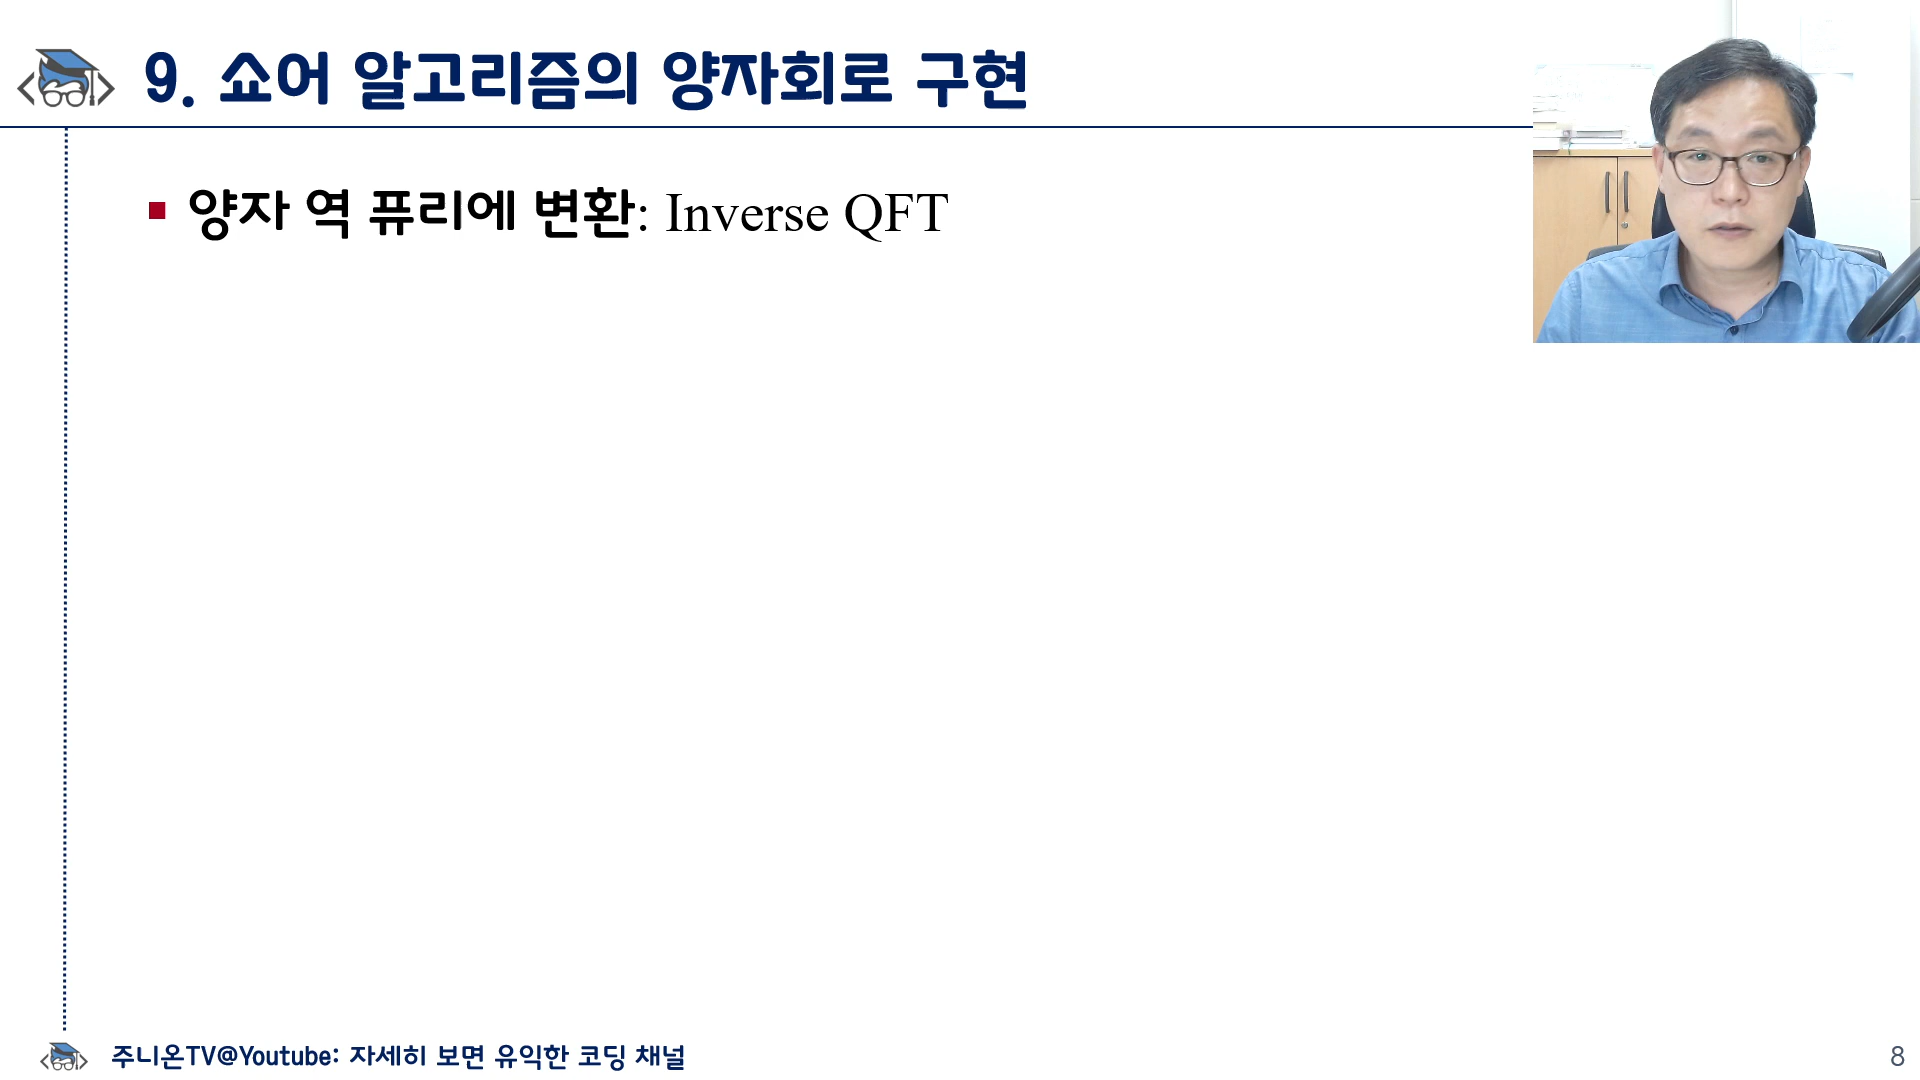 9. 쇼어 알고리즘의 양자회로 구현
양자 역 퓨리에 변환: Inverse QFT
주니온TV@Youtube: 자세히 보면 유익한 코딩 채널
8